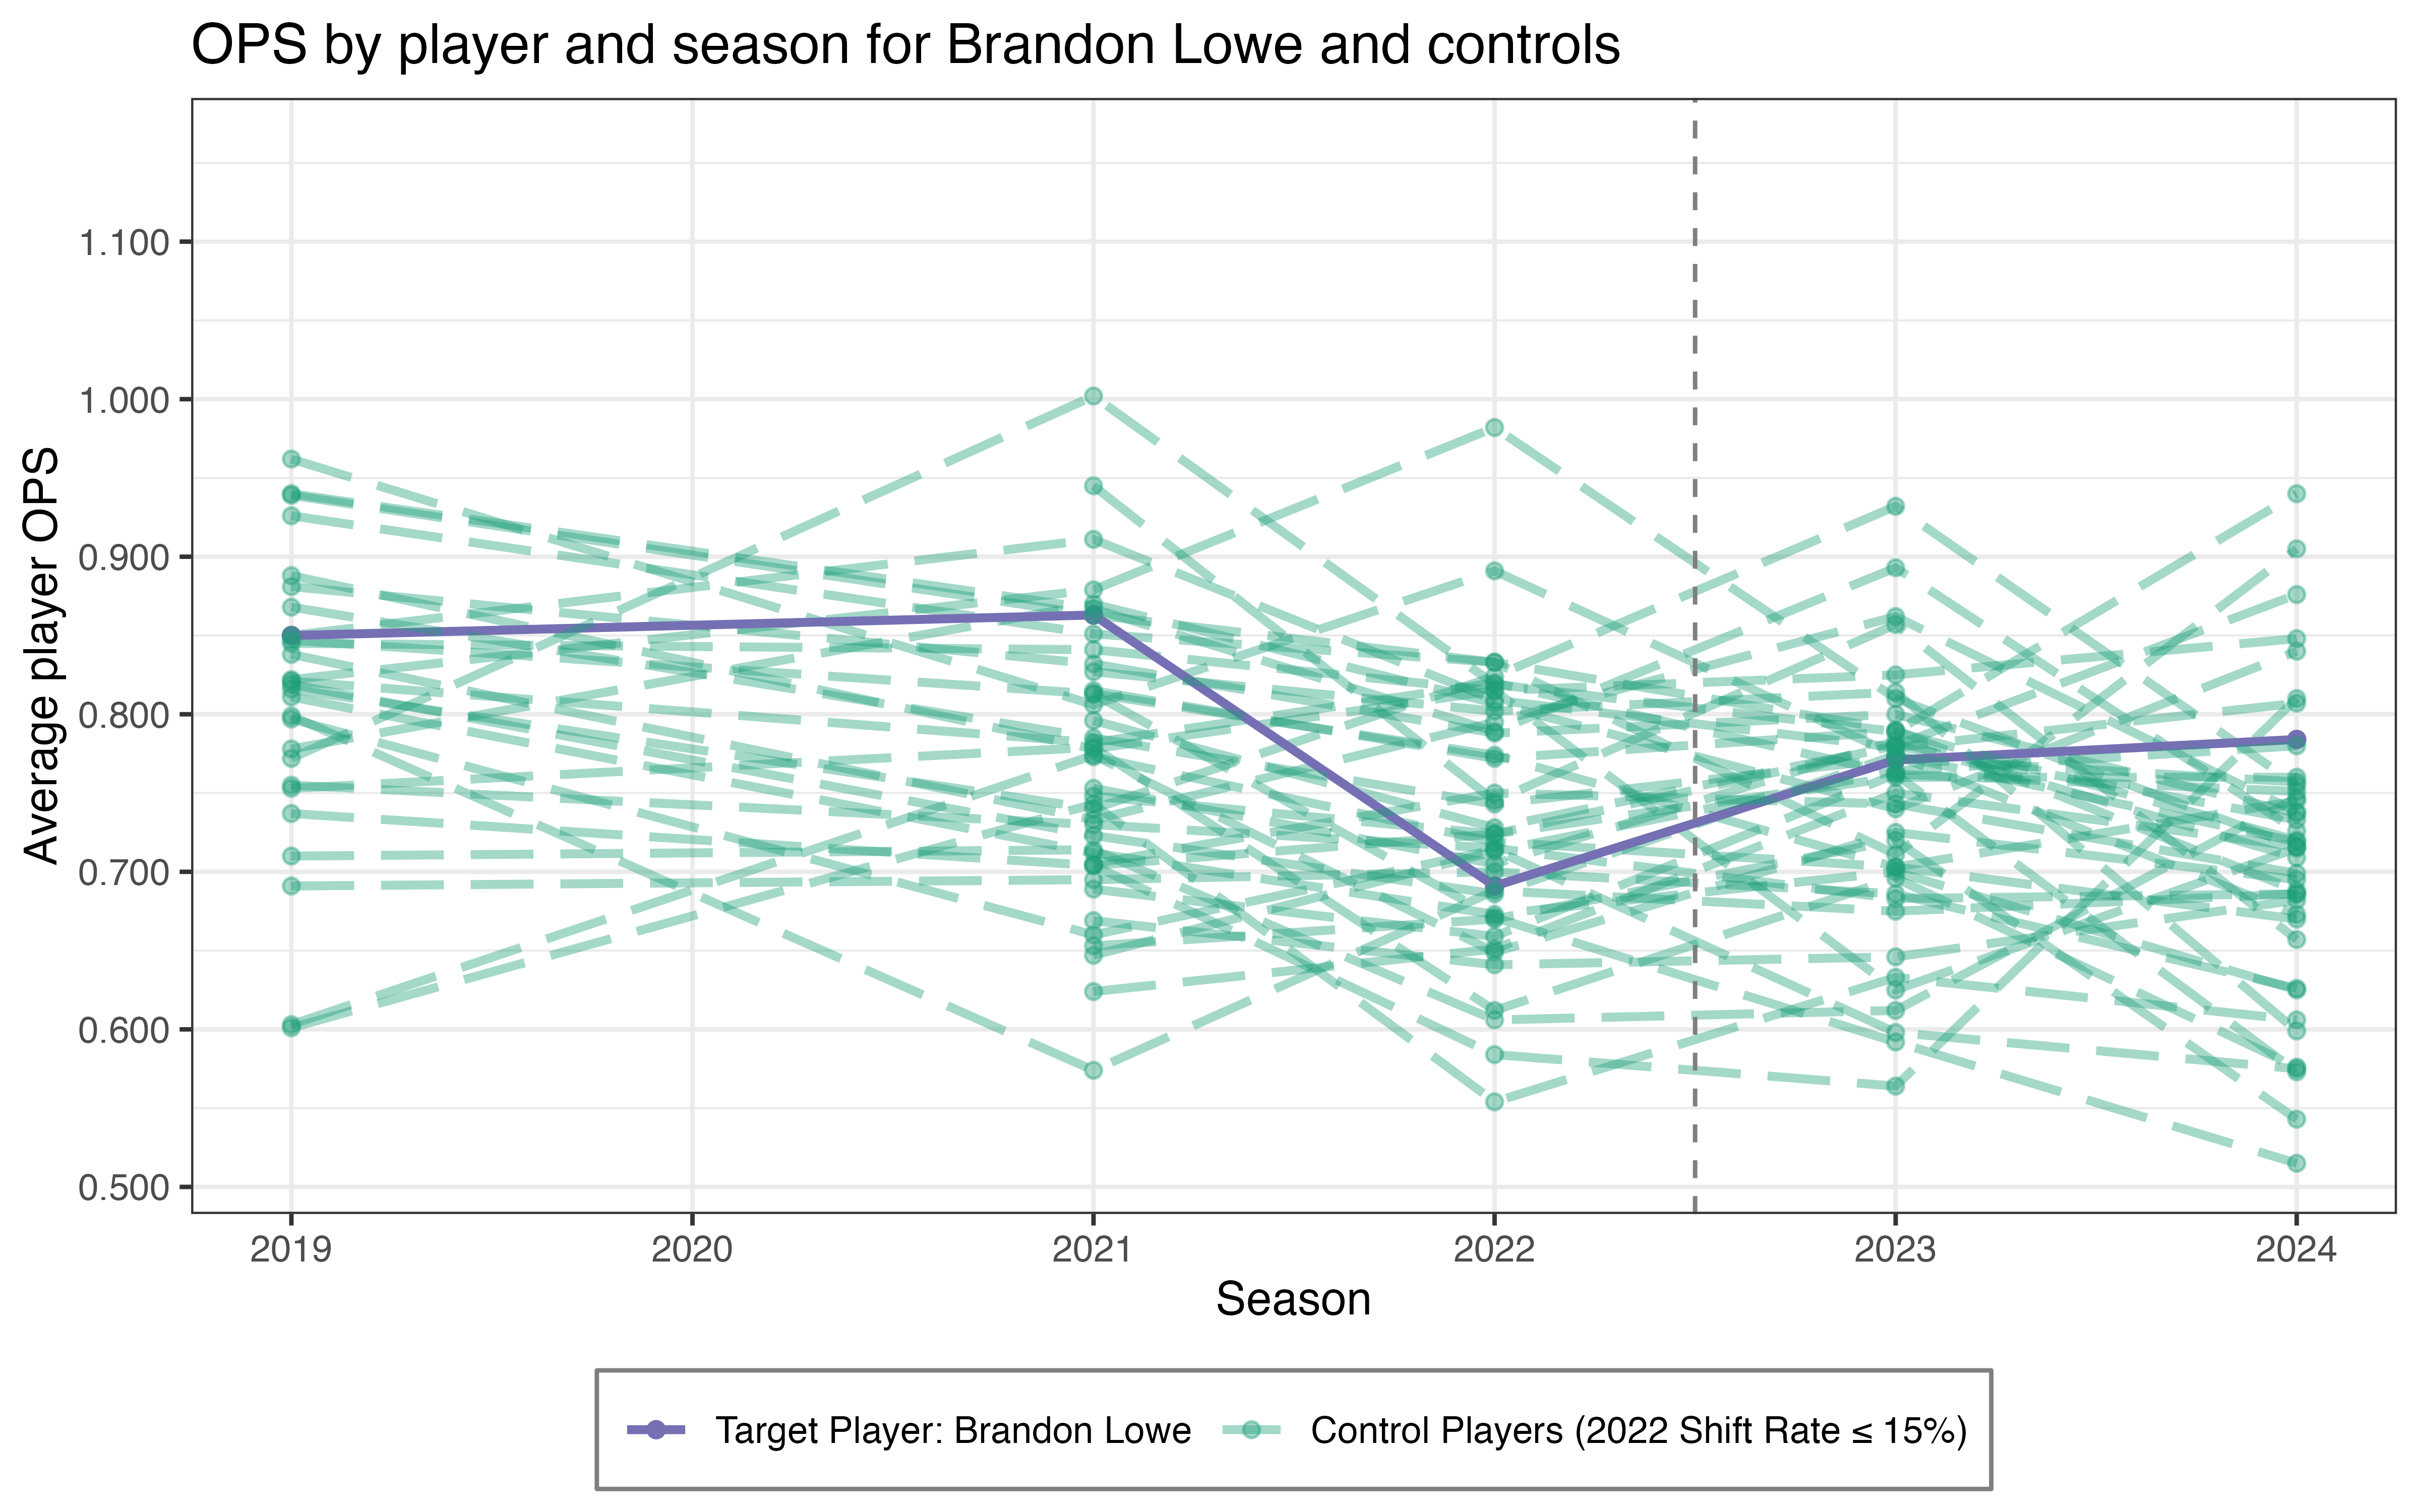 OPS by player and season for Brandon Lowe and controls
Average player OPS
1.100
1.000
0.900
0.800
0.700
0.600
0.500
2019 2020 2021 2022 2023 2024
Season
Target Player: Brandon Lowe Control Players (2022 Shift Rate ≤ 15%)